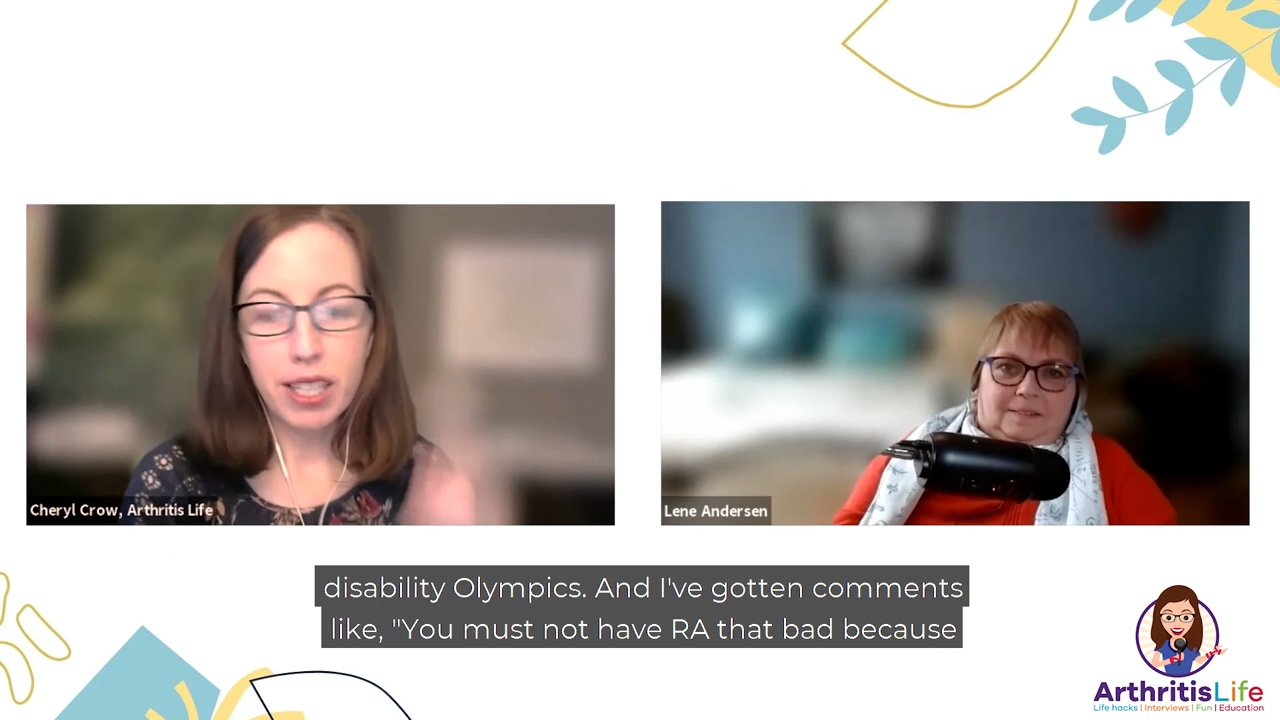 Cheryl Crow, Arthritis Life
Lene Andersen
disability Olympics. And I've gotten comments
like, "You must not have RA that bad because
ArthritisLife
Life hacks | Interviews | Fun | Education